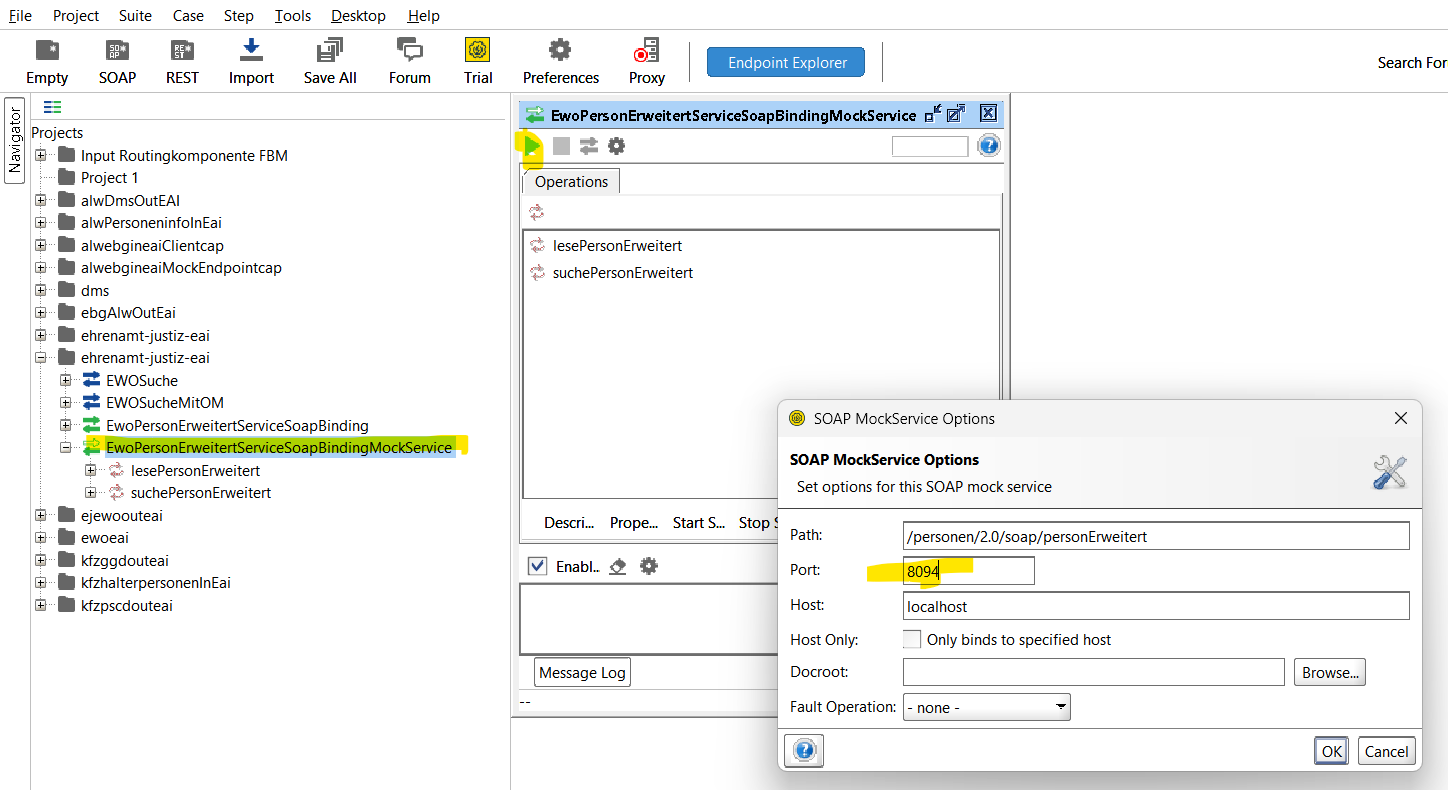 File Project Suite Case Step Tools Desktop Help
Empty SOAP REST Import Save All Forum Trial Preferences Proxy Endpoint Explorer Search For
Navigator
Projects
Input Routingkomponente FBM
Project 1
alwDmsOutEAI
alwPersoneninfoInEai
alwebgineaiClientcap
alwebgineaiMockEndpointcap
dms
ebgAlwOutEai
ehrenamt-justiz-eai
ehrenamt-justiz-eai
EWOSuche
EWOSucheMitOM
EwoPersonErweitertServiceSoapBinding
EwoPersonErweitertServiceSoapBindingMockService
lesePersonErweitert
suchePersonErweitert
ejewoouteai
ewoeai
kfzggdouteai
kfzhalterpersonenInEai
kfzpscdouteai
EwoPersonErweitertServiceSoapBindingMockService
Operations
lesePersonErweitert
suchePersonErweitert
Descri... Prope... Start S... Stop S
Enabl..
Message Log
--
SOAP MockService Options
SOAP MockService Options
Set options for this SOAP mock service
Path: /personen/2.0/soap/personErweitert
Port: 8094
Host: localhost
Host Only: Only binds to specified host
Docroot: Browse...
Fault Operation: - none -
OK Cancel